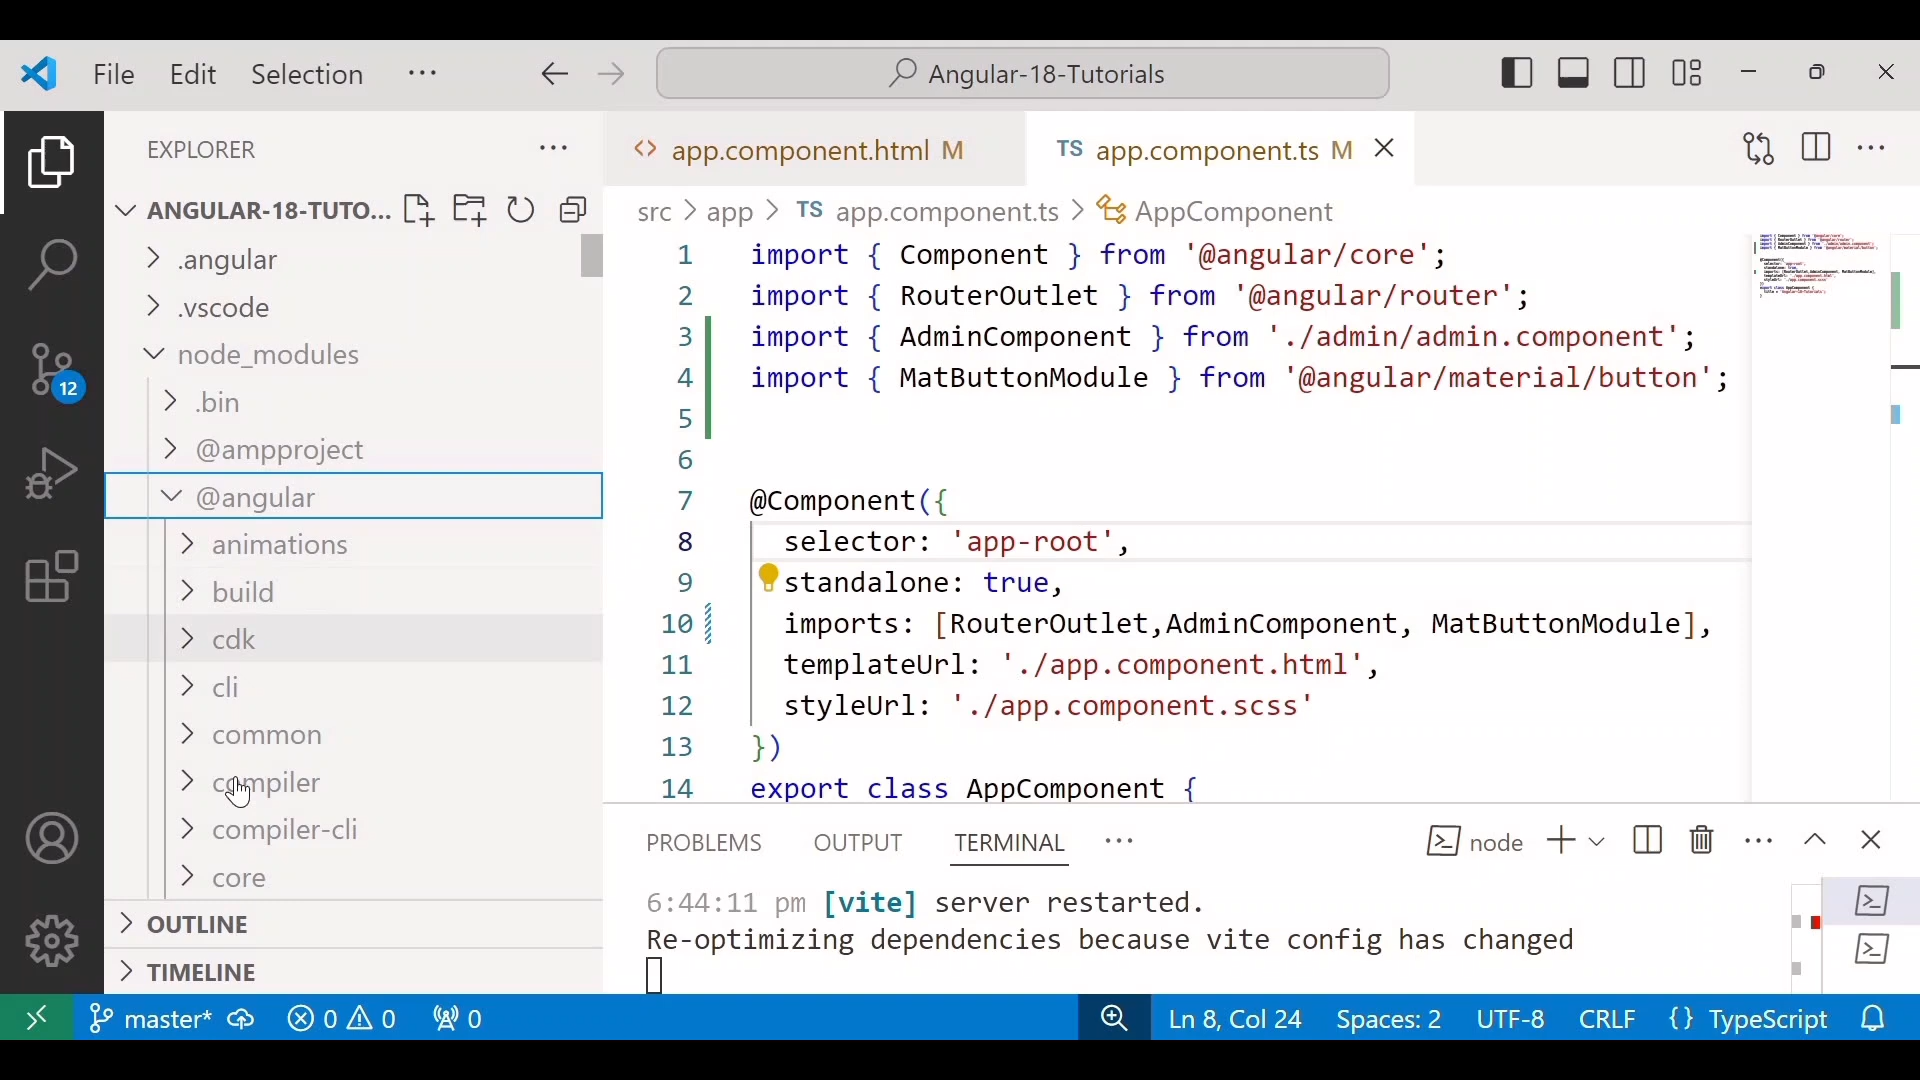 File Edit Selection ··· Angular-18-Tutorials
EXPLORER ···
ANGULAR-18-TUTO...
.angular
.vscode
node_modules
.bin
@ampproject
@angular
animations
build
cdk
cli
common
compiler
compiler-cli
core
OUTLINE
TIMELINE
12
<> app.component.html M TS app.component.ts M
src > app > TS app.component.ts > AppComponent
1 import { Component } from '@angular/core';
2 import { RouterOutlet } from '@angular/router';
3 import { AdminComponent } from './admin/admin.component';
4 import { MatButtonModule } from '@angular/material/button';
5
6
7 @Component({
8 selector: 'app-root',
9 standalone: true,
10 imports: [RouterOutlet,AdminComponent, MatButtonModule],
11 templateUrl: './app.component.html',
12 styleUrl: './app.component.scss'
13 })
14 export class AppComponent {
PROBLEMS OUTPUT TERMINAL ··· node
6:44:11 pm [vite] server restarted.
Re-optimizing dependencies because vite config has changed
master* 0 0 0 Ln 8, Col 24 Spaces: 2 UTF-8 CRLF {} TypeScript